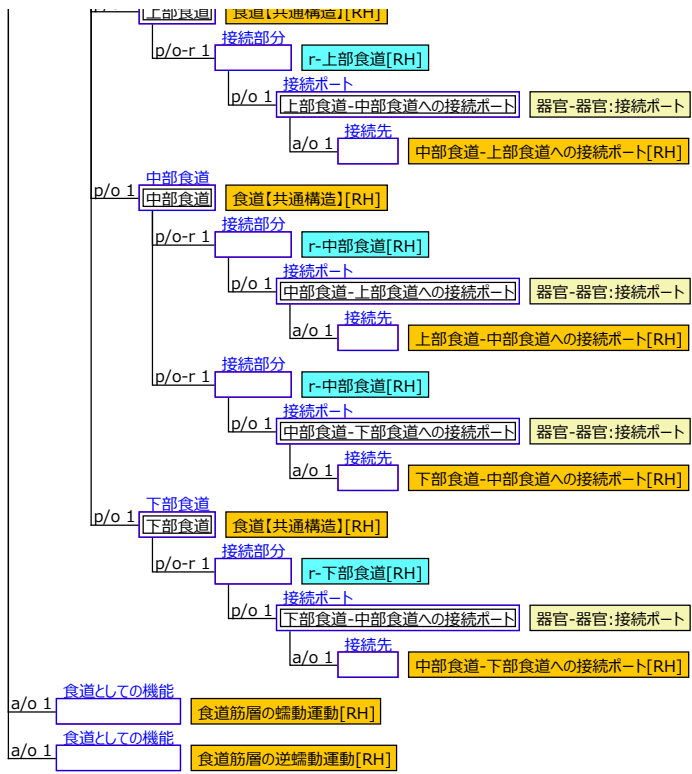 p/o 1 上部食道 食道【共通構造】[RH]
接続部分
p/o-r 1 r-上部食道[RH]
接続ポート
p/o 1 上部食道-中部食道への接続ポート 器官-器官:接続ポート
接続先
a/o 1 中部食道-上部食道への接続ポート[RH]
中部食道
p/o 1 中部食道 食道【共通構造】[RH]
接続部分
p/o-r 1 r-中部食道[RH]
接続ポート
p/o 1 中部食道-上部食道への接続ポート 器官-器官:接続ポート
接続先
a/o 1 上部食道-中部食道への接続ポート[RH]
接続部分
p/o-r 1 r-中部食道[RH]
接続ポート
p/o 1 中部食道-下部食道への接続ポート 器官-器官:接続ポート
接続先
a/o 1 下部食道-中部食道への接続ポート[RH]
下部食道
p/o 1 下部食道 食道【共通構造】[RH]
接続部分
p/o-r 1 r-下部食道[RH]
接続ポート
p/o 1 下部食道-中部食道への接続ポート 器官-器官:接続ポート
接続先
a/o 1 中部食道-下部食道への接続ポート[RH]
食道としての機能
a/o 1 食道筋層の蠕動運動[RH]
食道としての機能
a/o 1 食道筋層の逆蠕動運動[RH]